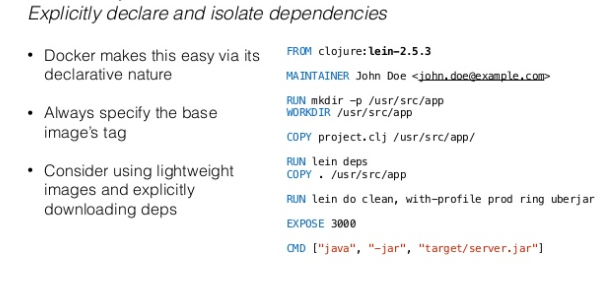 Explicitly declare and isolate dependencies
• Docker makes this easy via its
declarative nature
• Always specify the base
image's tag
• Consider using lightweight
images and explicitly
downloading deps
FROM clojure:lein-2.5.3
MAINTAINER John Doe <john.doe@example.com>
RUN mkdir -p /usr/src/app
WORKDIR /usr/src/app
COPY project.clj /usr/src/app/
RUN lein deps
COPY . /usr/src/app
RUN lein do clean, with-profile prod ring uberjar
EXPOSE 3000
CMD ["java", "-jar", "target/server.jar"]